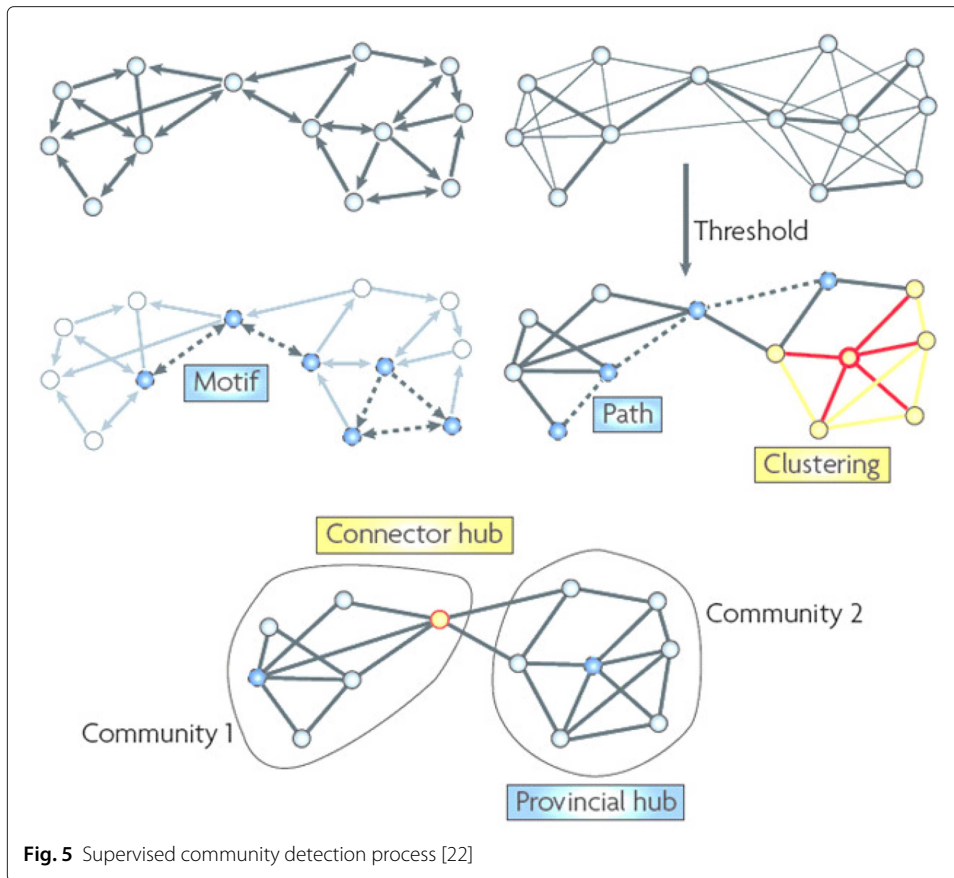 Threshold
Motif
Path
Clustering
Connector hub
Community 2
Community 1
Provincial hub
Fig. 5 Supervised community detection process [22]